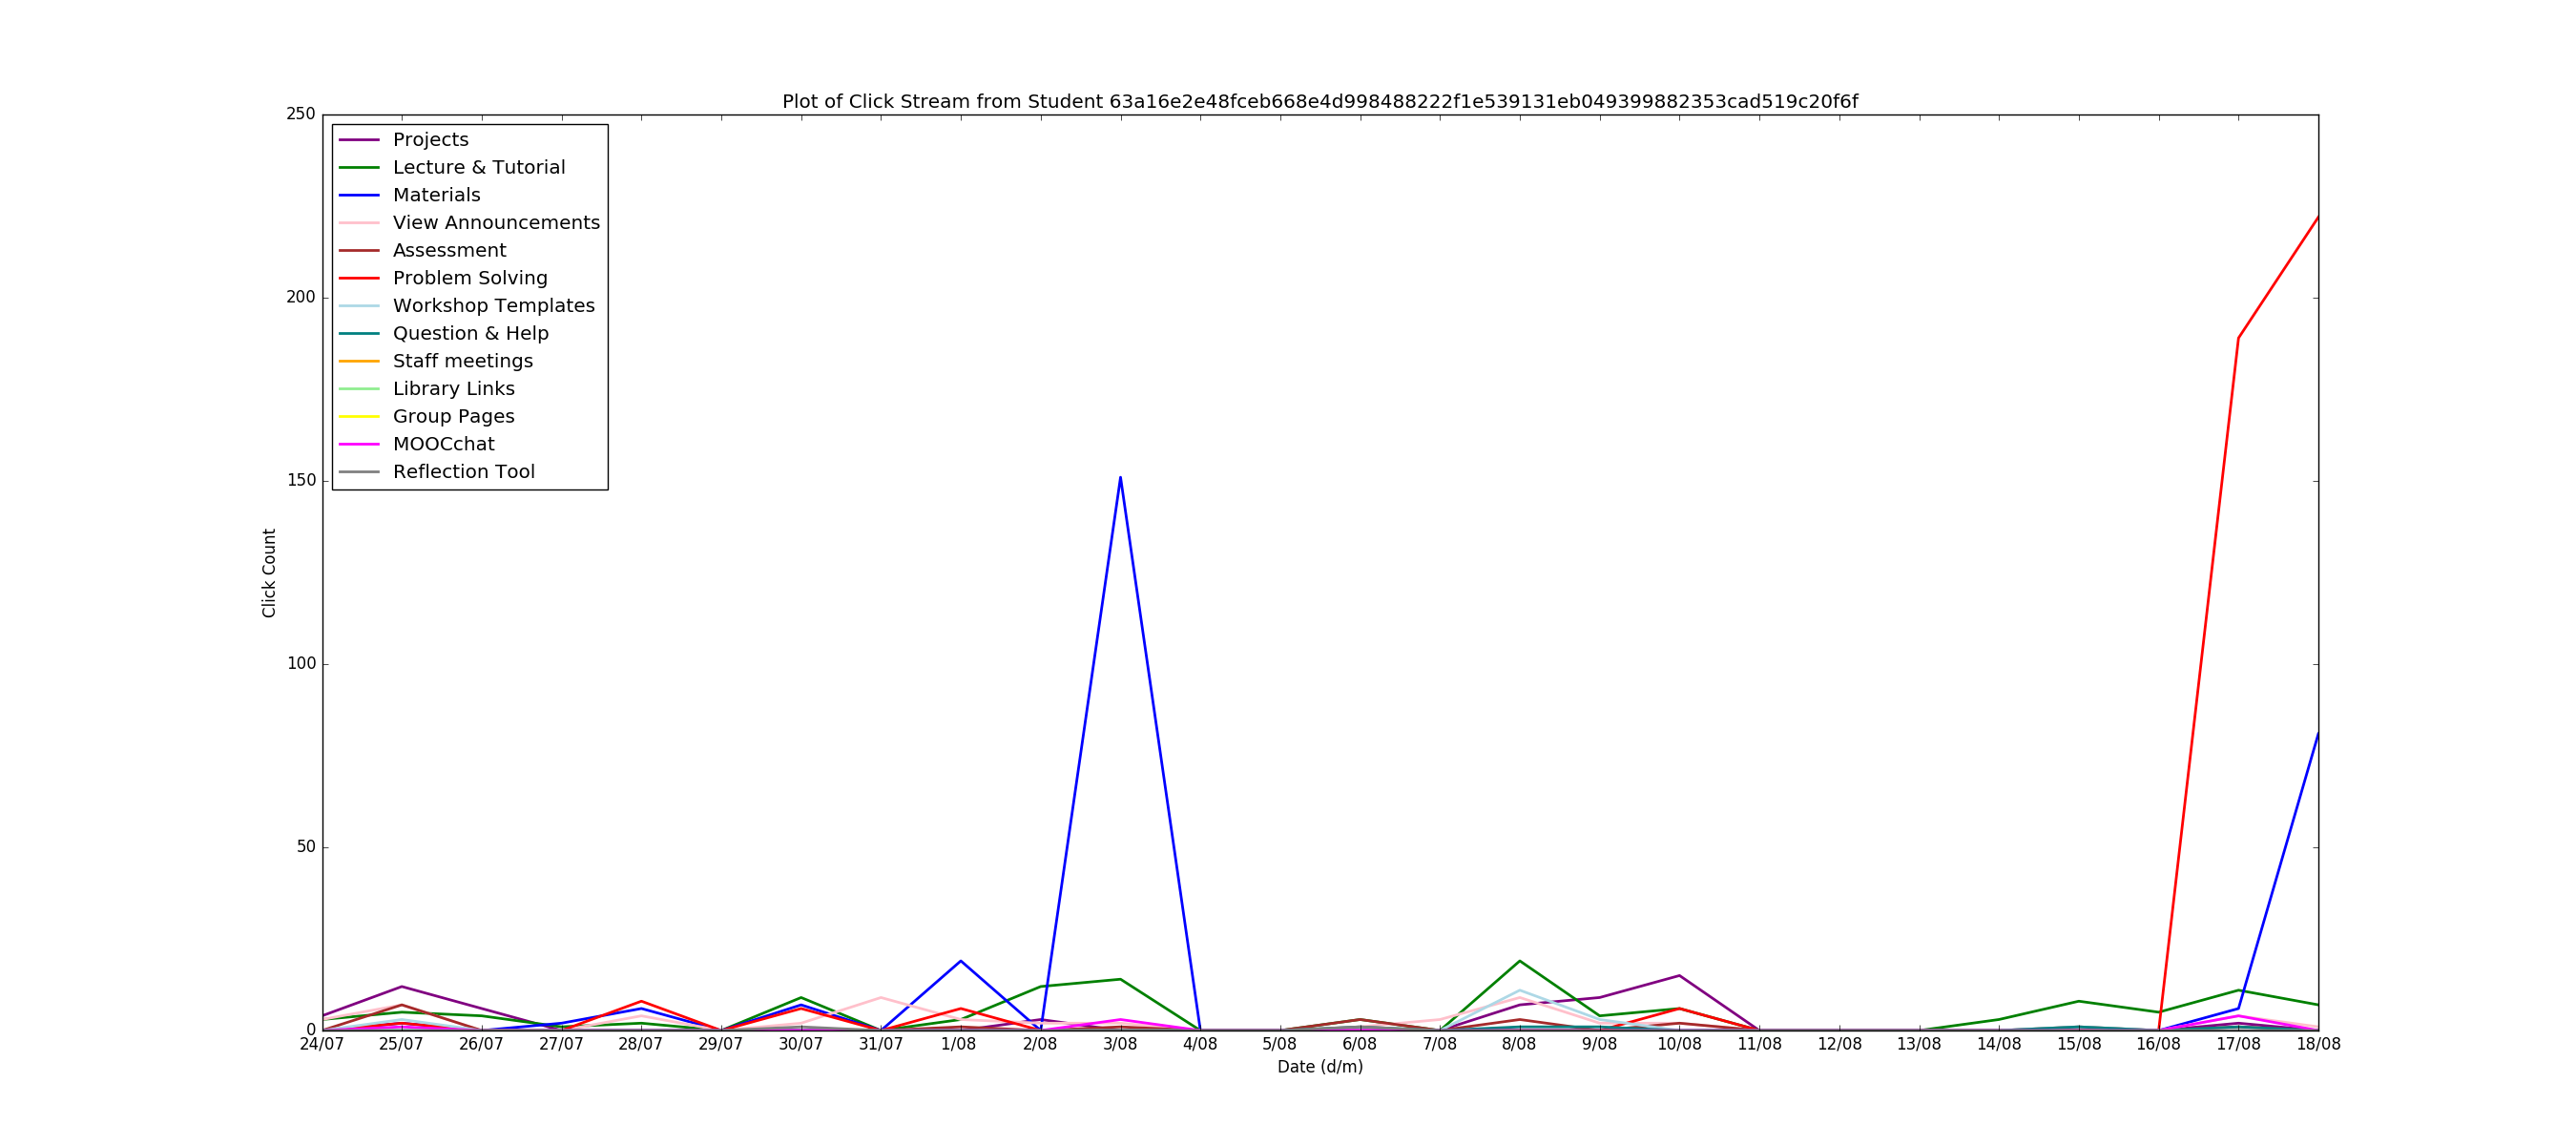 Plot of Click Stream from Student 63a16e2e48fceb668e4d998488222f1e539131eb049399882353cad519c20f6f
250
200
150
100
50
0
Click Count
Projects
Lecture & Tutorial
Materials
View Announcements
Assessment
Problem Solving
Workshop Templates
Question & Help
Staff meetings
Library Links
Group Pages
MOOCchat
Reflection Tool
24/07 25/07 26/07 27/07 28/07 29/07 30/07 31/07 1/08 2/08 3/08 4/08 5/08 6/08 7/08 8/08 9/08 10/08 11/08 12/08 13/08 14/08 15/08 16/08 17/08 18/08
Date (d/m)